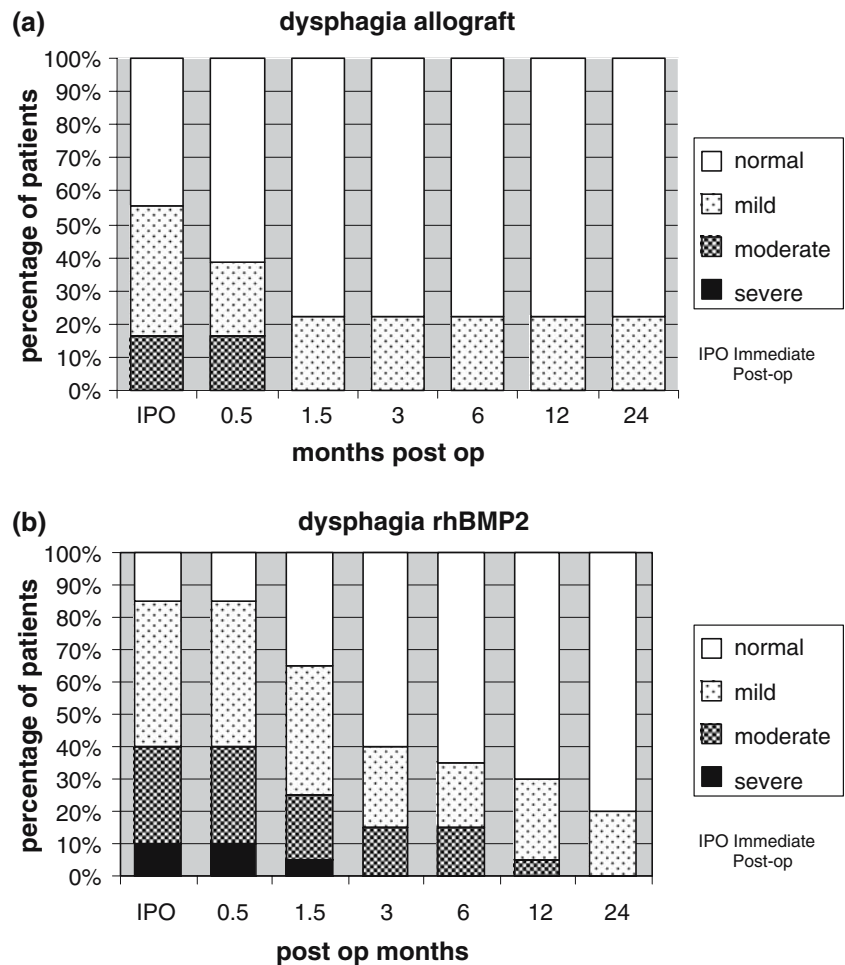 (a)
dysphagia allograft
percentage of patients
100%
90%
80%
70%
60%
50%
40%
30%
20%
10%
0%
IPO 0.5 1.5 3 6 12 24
months post op
normal
mild
moderate
severe
IPO Immediate
Post-op
(b)
dysphagia rhBMP2
percentage of patients
100%
90%
80%
70%
60%
50%
40%
30%
20%
10%
0%
IPO 0.5 1.5 3 6 12 24
post op months
normal
mild
moderate
severe
IPO Immediate
Post-op